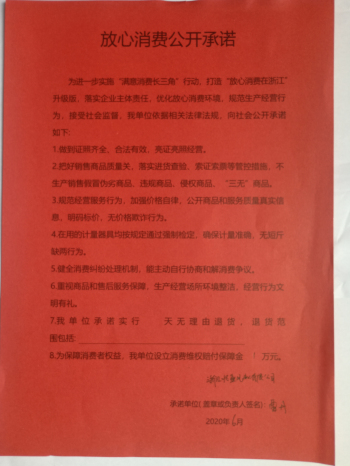 放心消费公开承诺
为进一步实施“满意消费长三角”行动，打造“放心消费在浙江”
升级版，落实企业主体责任，优化放心消费环境，规范生产经营行
为，接受社会监督，我单位依据相关法律法规，向社会公开承诺
如下：
1.做到证照齐全、合法有效、亮证亮照经营。
2.把好销售商品质量关，落实进货查验、索证索票等管控措施，不
生产销售假冒伪劣商品、违规商品、侵权商品、“三无”商品。
3.规范经营服务行为，加强价格自律，公开商品和服务质量真实信
息，明码标价，无价格欺诈行为。
4.在用的计量器具均按规定通过强制检定，确保计量准确，无短斤
缺两行为。
5.健全消费纠纷处理机制，能主动自行协商和解消费争议。
6.重视商品和售后服务保障，生产经营场所环境整洁，经营行为文
明有礼。
7.我单位承诺实行 天无理由退货，退货范
围包括:
8.为保障消费者权益，我单位设立消费维权赔付保障金 1 万元。
承诺单位(盖章或负责人签名):
2020年6月